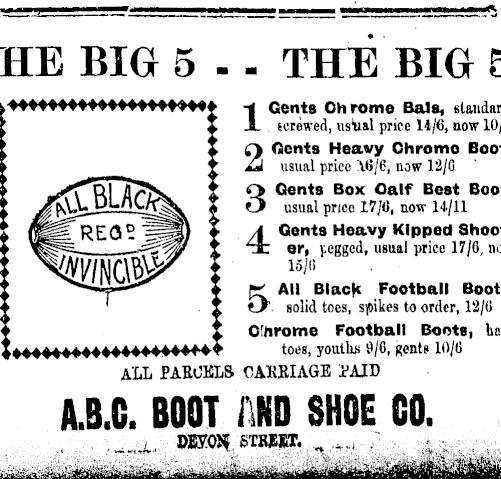 HE BIG 5 - - THE BIG 5
1 Gents Chrome Bals, standar
screwed, usual price 14/6, now 10/
2 Gents Heavy Chrome Boo
usual price 16/6, now 12/6
3 Gents Box Calf Best Boo
usual price 17/6, now 14/11
4 Gents Heavy Kipped Shoo
er, pegged, usual price 17/6, no
15/6
5 All Black Football Boot
solid toes, spikes to order, 12/6
Chrome Football Boots, ha
toes, youths 9/6, gents 10/6
ALL BLACK
REGD
INVINCIBLE
ALL PARCELS CARRIAGE PAID
A.B.C. BOOT AND SHOE CO.
DEVON STREET.